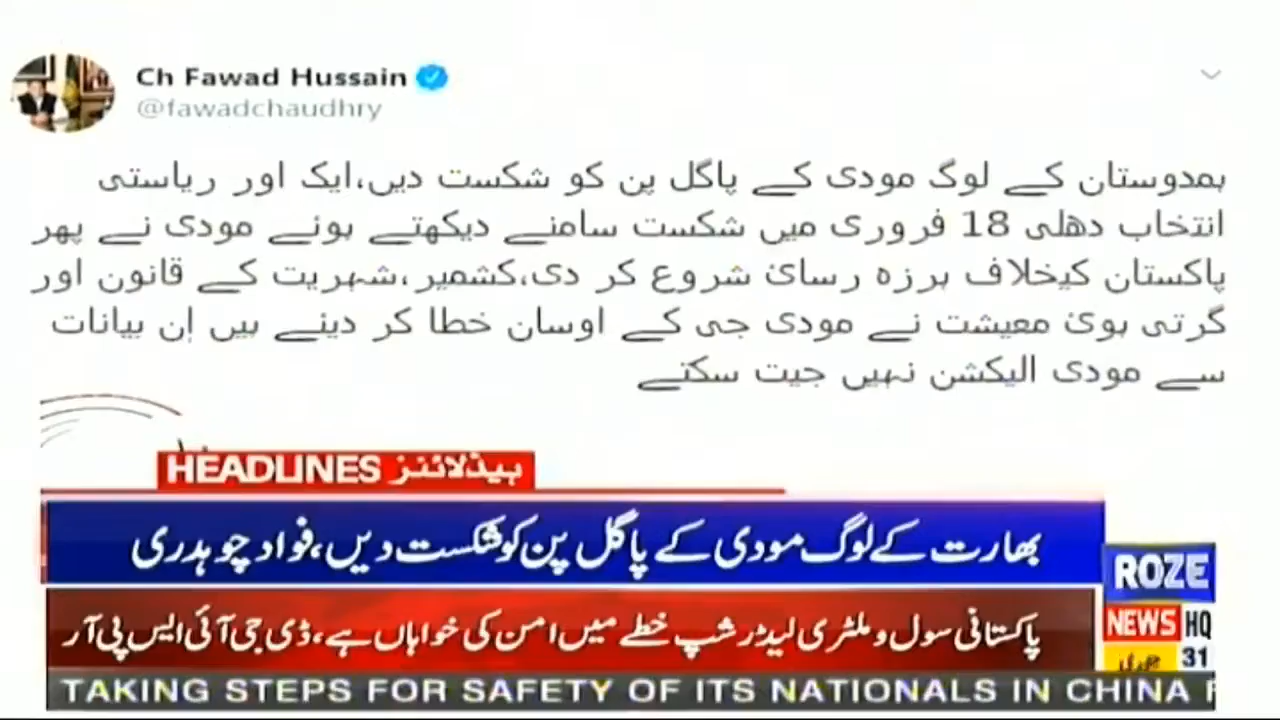 Ch Fawad Hussain
@fawadchaudhry
ہمدوستان کے لوگ مودی کے پاگل پن کو شکست دیں،ایک اور ریاستی
انتخاب دھلی 18 فروری میں شکست سامنے دیکھتے ہوئے مودی نے پھر
پاکستان کیخلاف ہرزہ رسائ شروع کر دی،کشمیر،شہریت کے قانون اور
گرتی ہوئ معیشت نے مودی جی کے اوسان خطا کر دینے ہیں اِن بیانات
سے مودی الیکشن نہیں جیت سکتے
HEADLINES ہیڈلائنز
بھارت کے لوگ مودی کے پاگل پن کو شکست دیں، فواد چوہدری
پاکستانی سول و ملٹری لیڈرشپ خطے میں امن کی خواہاں ہے، ڈی جی آئی ایس پی آر
ROZE
NEWS HQ
جنوری 31
TAKING STEPS FOR SAFETY OF ITS NATIONALS IN CHINA